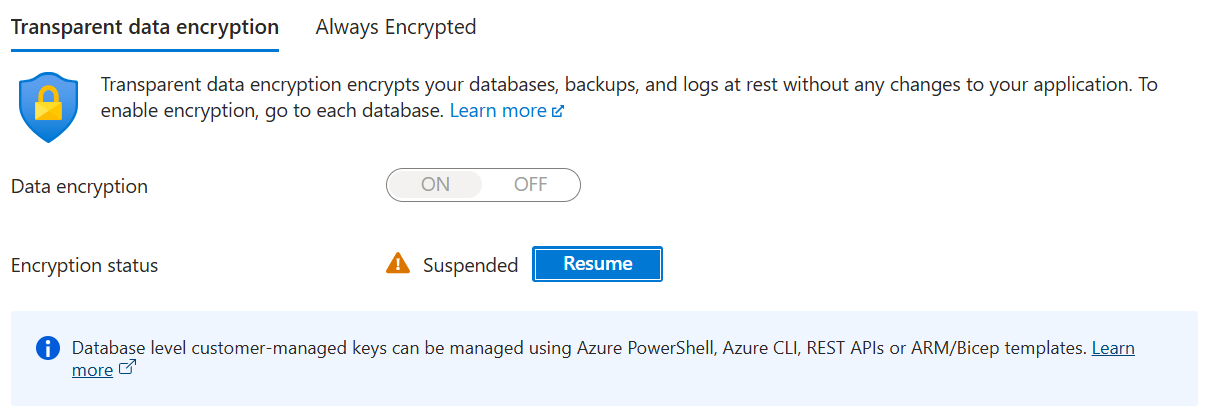 Transparent data encryption    Always Encrypted
Transparent data encryption encrypts your databases, backups, and logs at rest without any changes to your application. To
enable encryption, go to each database. Learn more
Data encryption    ON    OFF
Encryption status    Suspended    Resume
Database level customer-managed keys can be managed using Azure PowerShell, Azure CLI, REST APIs or ARM/Bicep templates. Learn
more